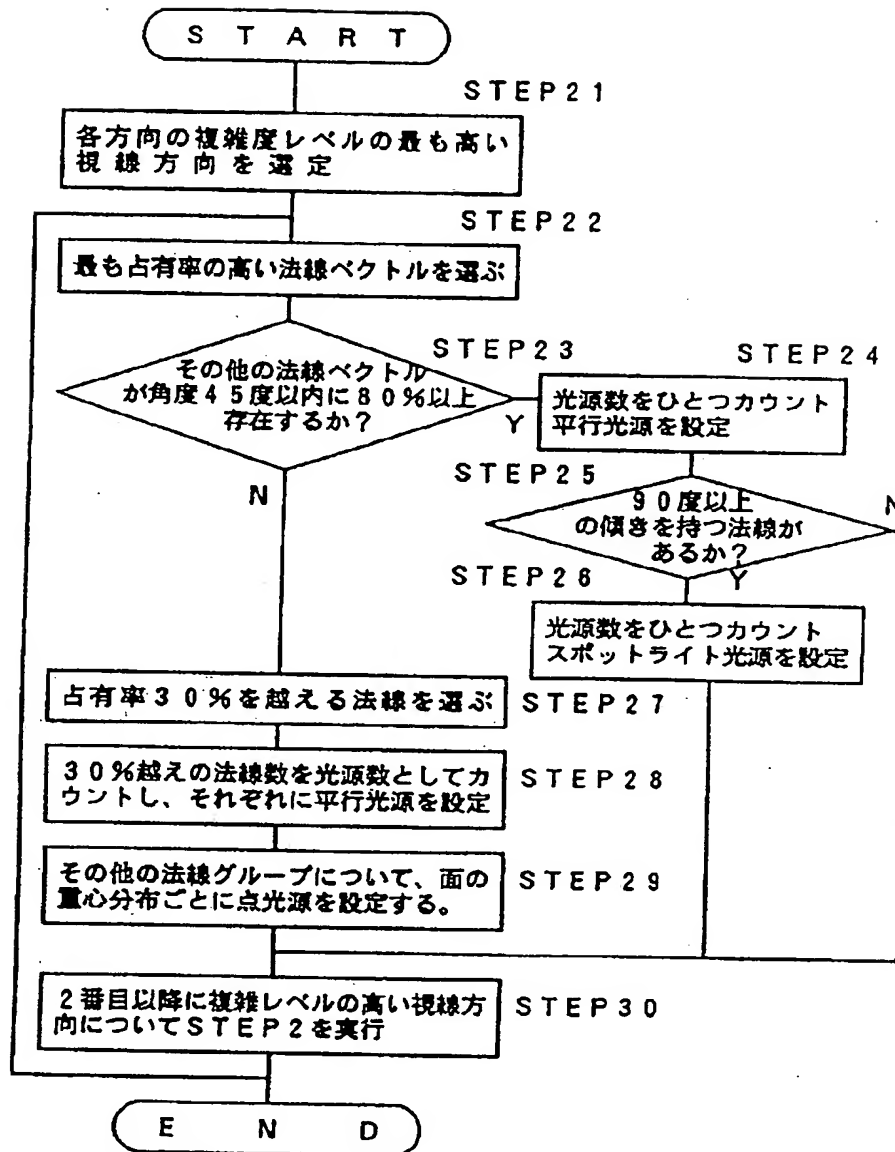 START
STEP21
各方向の複雑度レベルの最も高い
視線方向を選定
STEP22
最も占有率の高い法線ベクトルを選ぶ
STEP23
その他の法線ベクトル
が角度45度以内に80%以上
存在するか?
Y
N
STEP24
光源数をひとつカウント
平行光源を設定
STEP25
90度以上
の傾きを持つ法線が
あるか?
N
Y
STEP26
光源数をひとつカウント
スポットライト光源を設定
占有率30%を越える法線を選ぶ
STEP27
30%越えの法線数を光源数としてカ
ウントし、それぞれに平行光源を設定
STEP28
その他の法線グループについて、面の
重心分布ごとに点光源を設定する。
STEP29
2番目以降に複雑レベルの高い視線方
向についてSTEP2を実行
STEP30
END